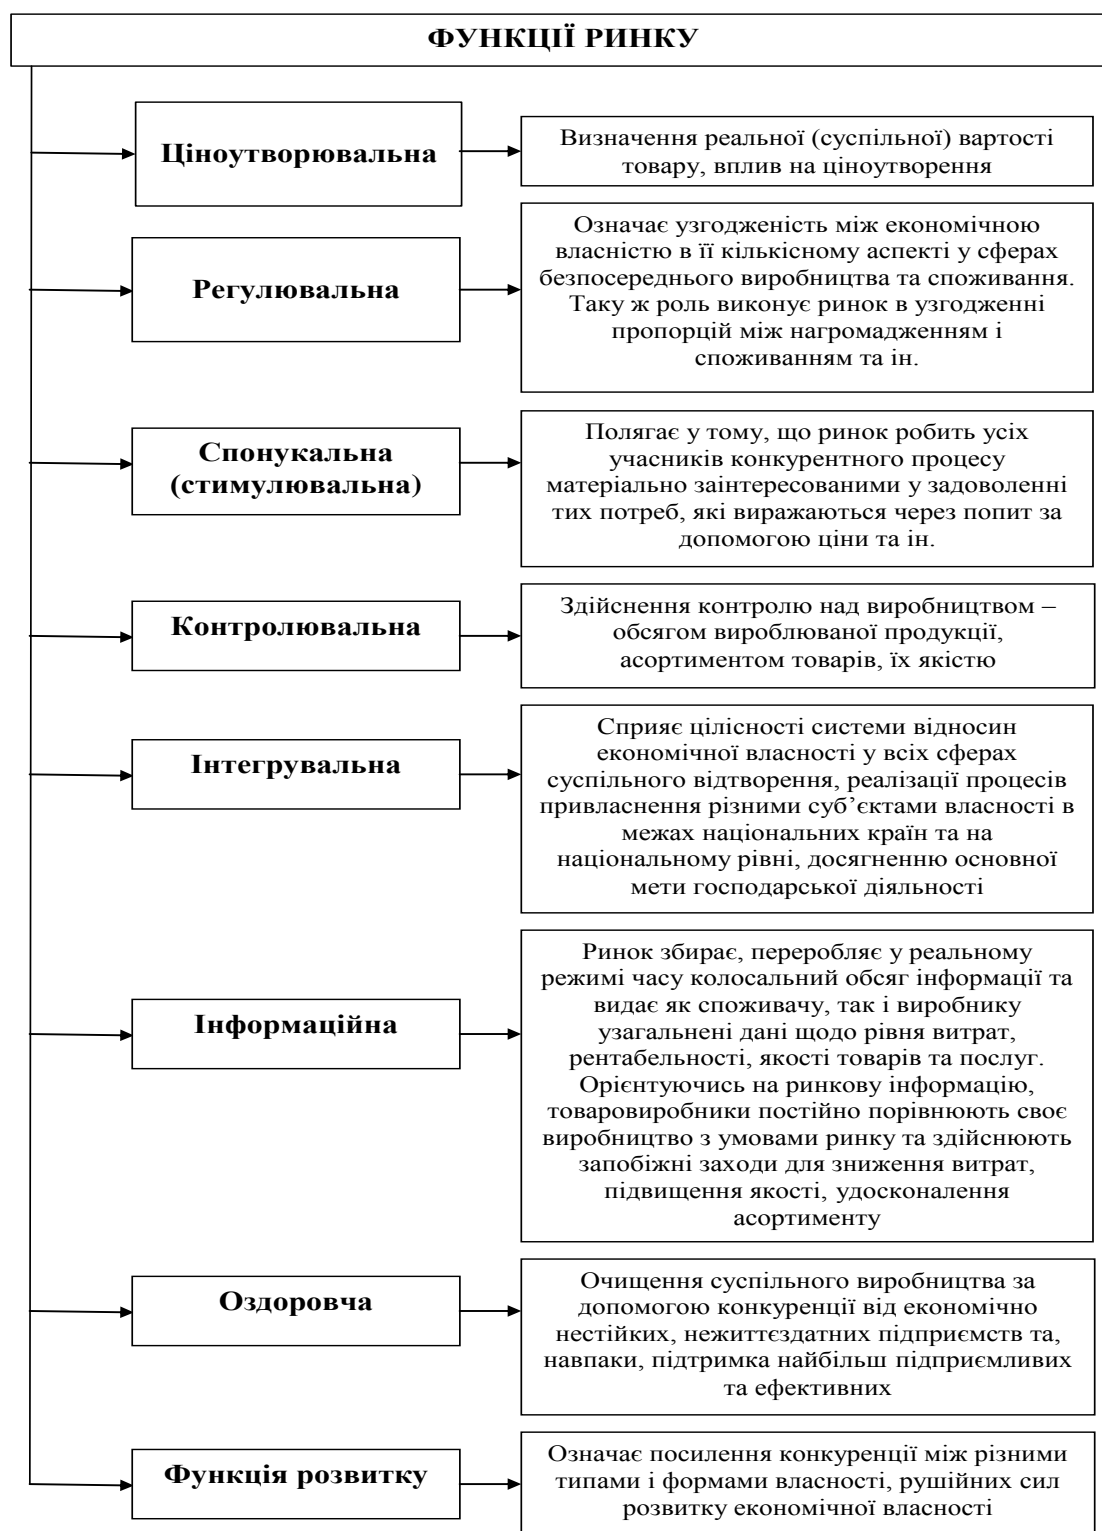 ФУНКЦІЇ РИНКУ
Ціноутворювальна
Визначення реальної (суспільної) вартості
товару, вплив на ціноутворення
Регулювальна
Означає узгодженість між економічною
власністю в її кількісному аспекті у сферах
безпосереднього виробництва та споживання.
Таку ж роль виконує ринок в узгодженні
пропорцій між нагромадженням і
споживанням та ін.
Спонукальна
(стимулювальна)
Полягає у тому, що ринок робить усіх
учасників конкурентного процесу
матеріально заінтересованими у задоволенні
тих потреб, які виражаються через попит за
допомогою ціни та ін.
Контролювальна
Здійснення контролю над виробництвом –
обсягом вироблюваної продукції,
асортиментом товарів, їх якістю
Інтегрувальна
Сприяє цілісності системи відносин
економічної власності у всіх сферах
суспільного відтворення, реалізації процесів
привласнення різними суб’єктами власності в
межах національних країн та на
національному рівні, досягненню основної
мети господарської діяльності
Інформаційна
Ринок збирає, переробляє у реальному
режимі часу колосальний обсяг інформації та
видає як споживачу, так і виробнику
узагальнені дані щодо рівня витрат,
рентабельності, якості товарів та послуг.
Орієнтуючись на ринкову інформацію,
товаровиробники постійно порівнюють своє
виробництво з умовами ринку та здійснюють
запобіжні заходи для зниження витрат,
підвищення якості, удосконалення
асортименту
Оздоровча
Очищення суспільного виробництва за
допомогою конкуренції від економічно
нестійких, нежиттєздатних підприємств та,
навпаки, підтримка найбільш підприємливих
та ефективних
Функція розвитку
Означає посилення конкуренції між різними
типами і формами власності, рушійних сил
розвитку економічної власності